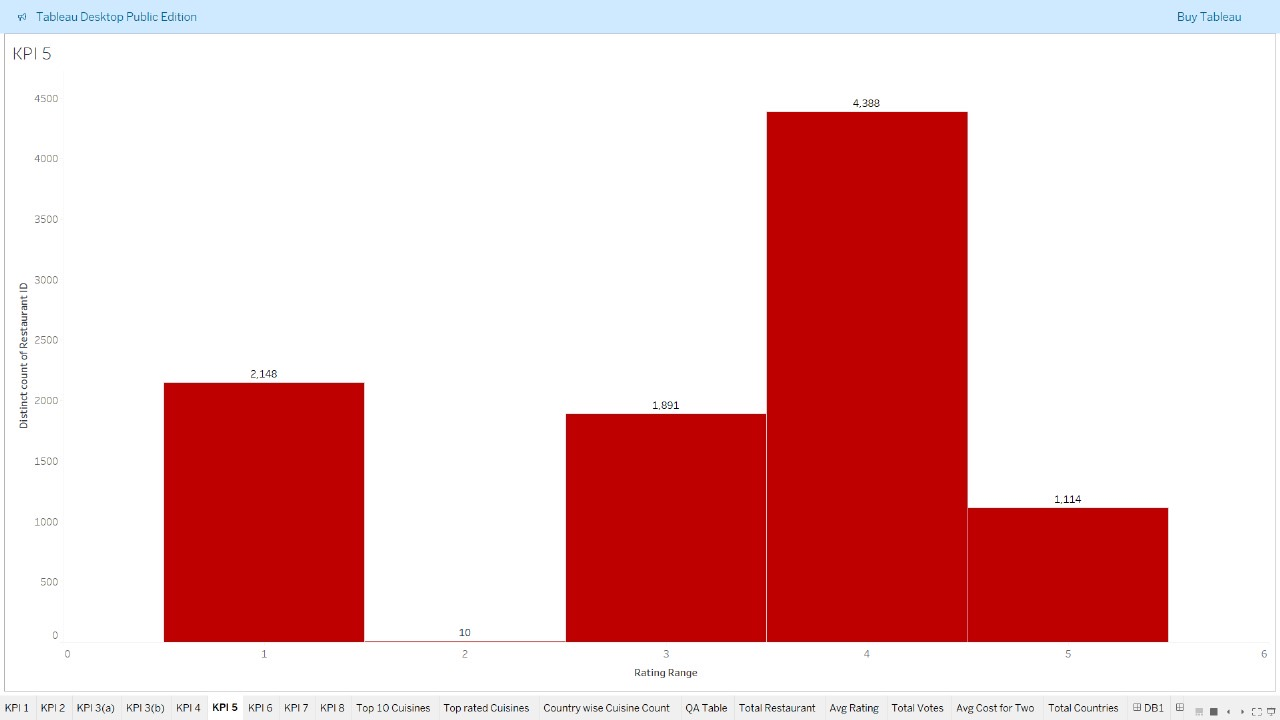 Tableau Desktop Public Edition
Buy Tableau
KPI 5
4500
4000
3500
3000
2500
2000
1500
1000
500
0
Distinct count of Restaurant ID
4,388
2,148
1,891
1,114
10
0 1 2 3 4 5 6
Rating Range
KPI 1 KPI 2 KPI 3(a) KPI 3(b) KPI 4 KPI 5 KPI 6 KPI 7 KPI 8 Top 10 Cuisines Top rated Cuisines Country wise Cuisine Count QA Table Total Restaurant Avg Rating Total Votes Avg Cost for Two Total Countries DB1